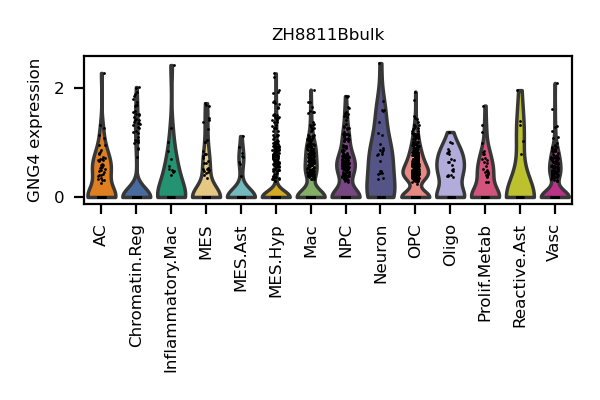 ZH8811Bbulk
GNG4 expression
2
0
AC
Chromatin.Reg
Inflammatory.Mac
MES
MES.Ast
MES.Hyp
Mac
NPC
Neuron
OPC
Oligo
Prolif.Metab
Reactive.Ast
Vasc